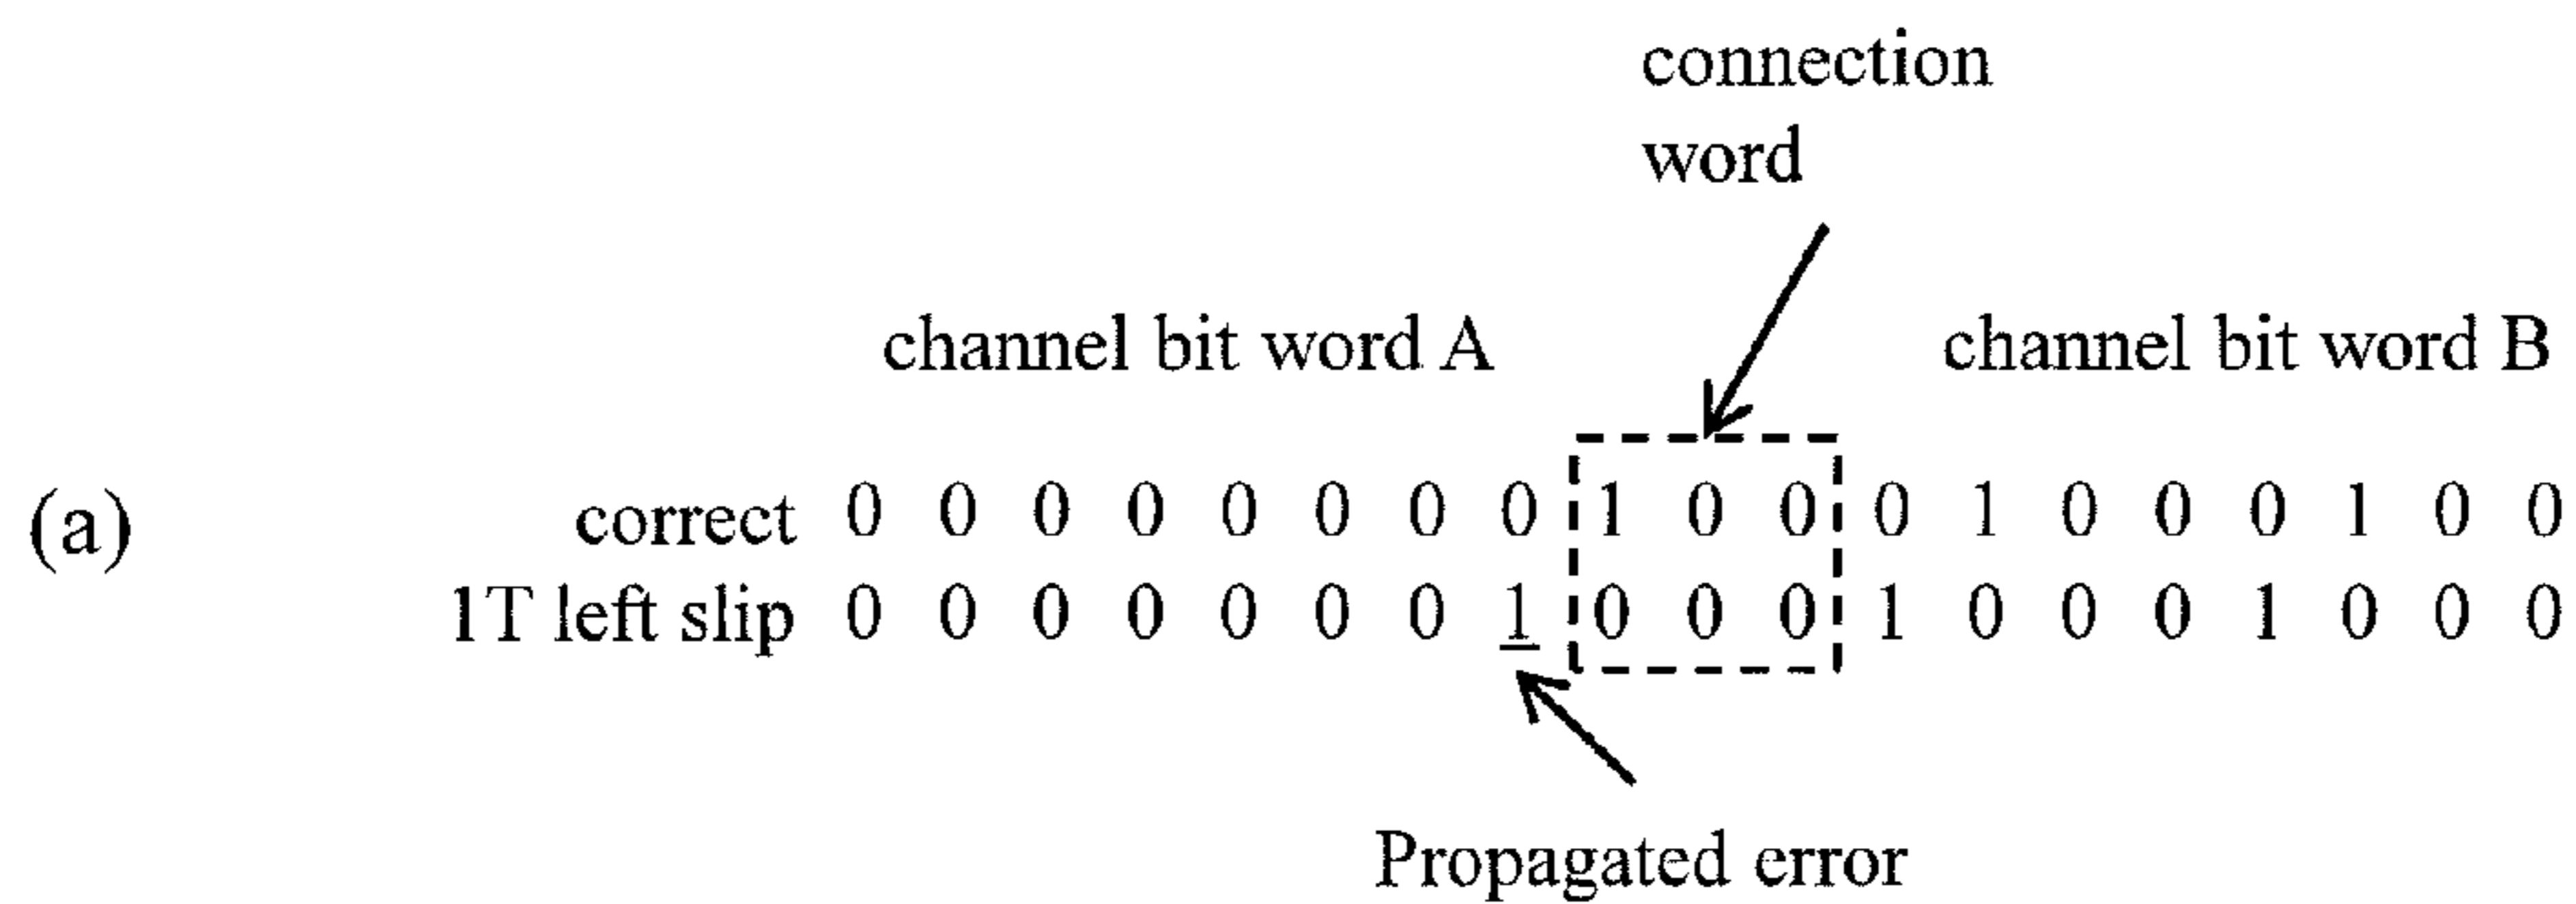 connection
word
channel bit word A channel bit word B
(a)
correct 0 0 0 0 0 0 0 0 1 0 0 0 1 0 0 0 1 0 0
1T left slip 0 0 0 0 0 0 0 1 0 0 0 1 0 0 0 1 0 0 0
Propagated error